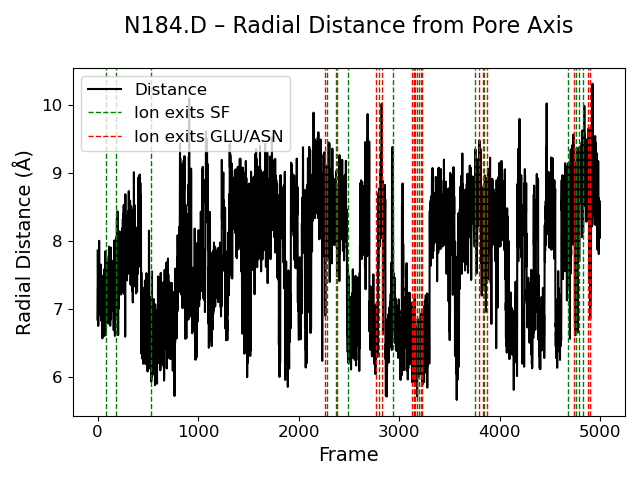 N184.D – Radial Distance from Pore Axis
Distance
Ion exits SF
Ion exits GLU/ASN
10
9
8
7
6
Radial Distance (Å)
0
1000
2000
3000
4000
5000
Frame